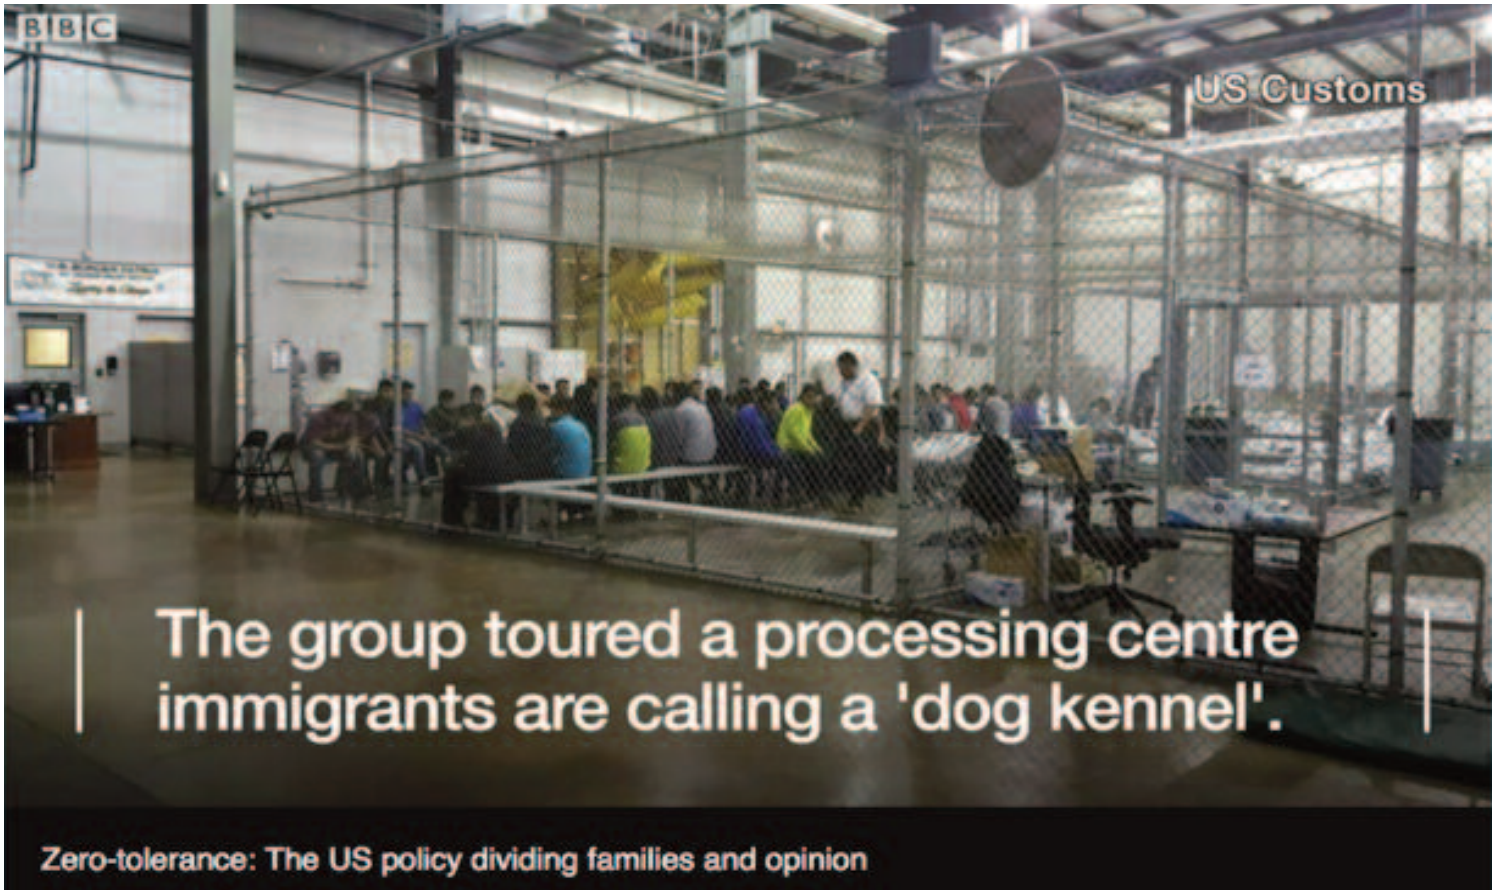 BBC
US Customs
The group toured a processing centre
immigrants are calling a 'dog kennel'.
Zero-tolerance: The US policy dividing families and opinion